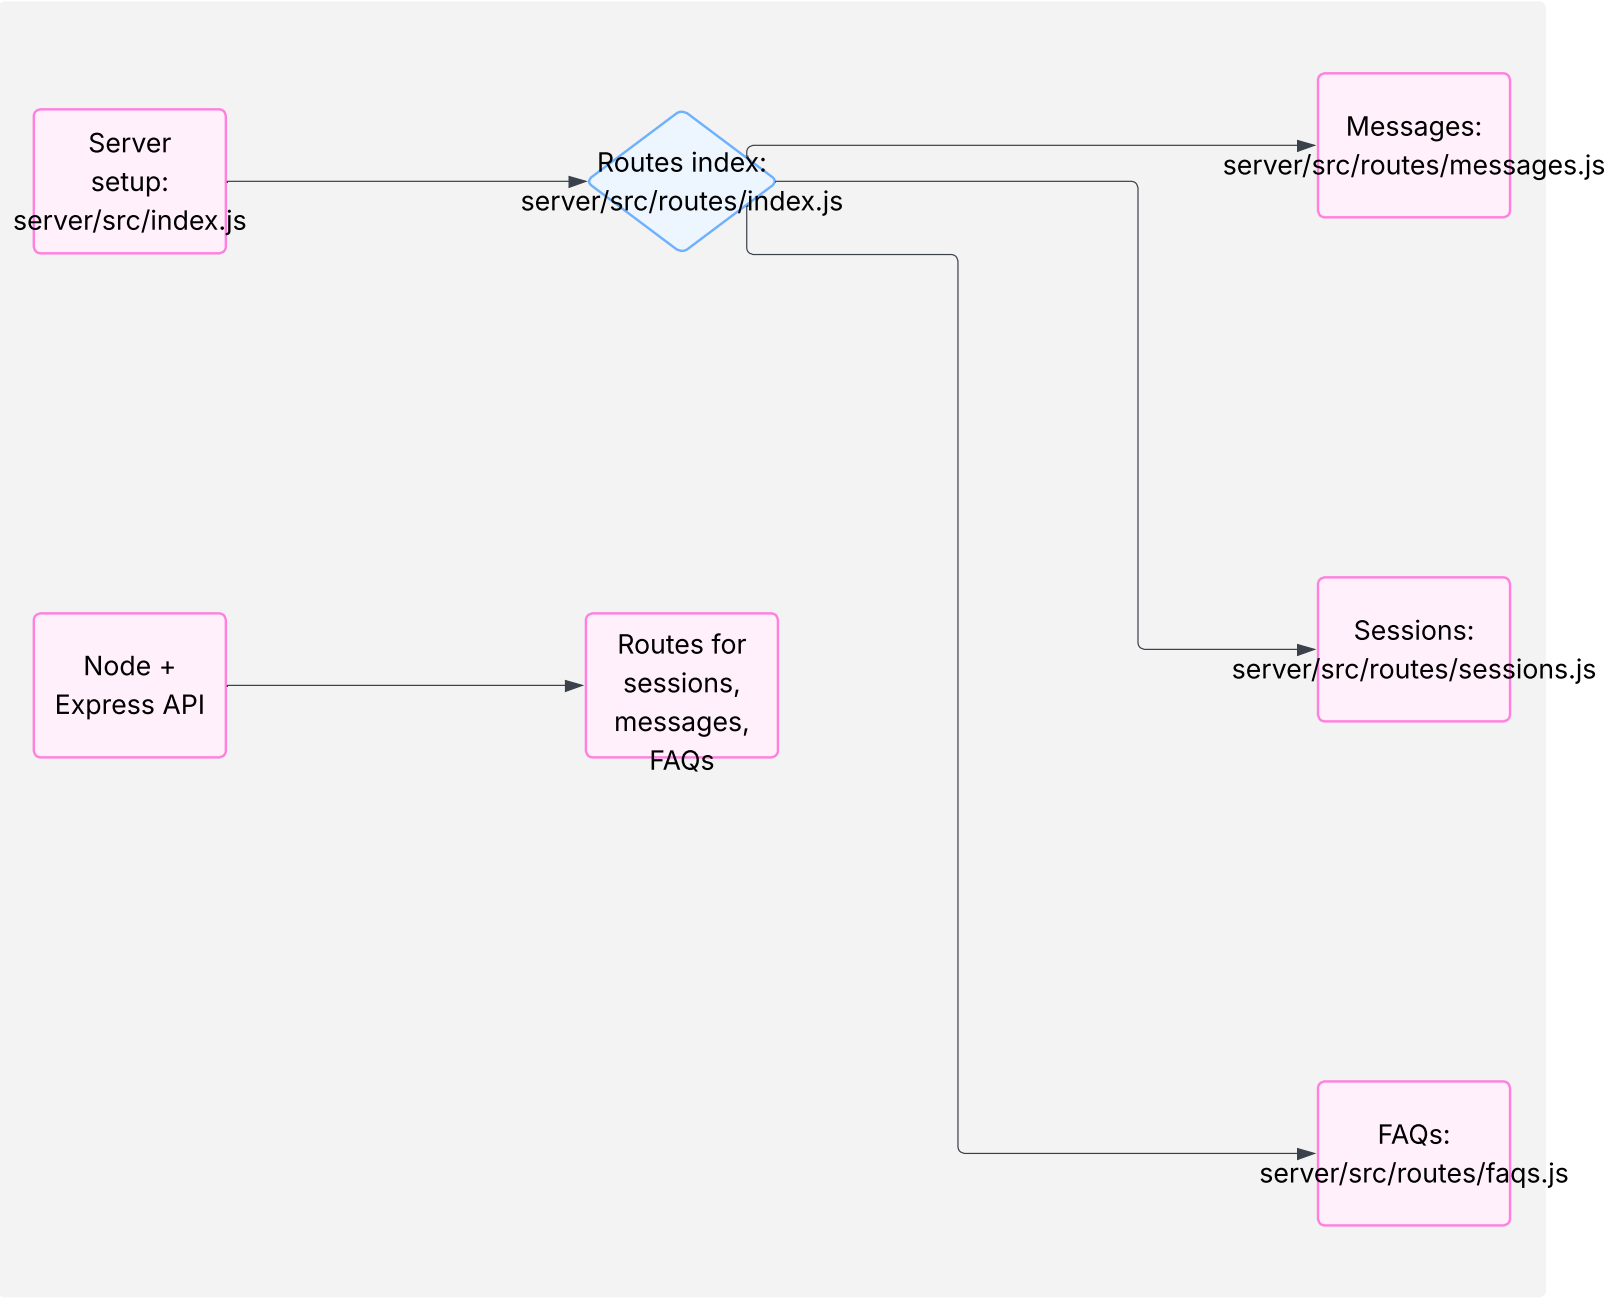 Server
setup:
server/src/index.js
Routes index:
server/src/routes/index.js
Messages:
server/src/routes/messages.js
Node +
Express API
Routes for
sessions,
messages,
FAQs
Sessions:
server/src/routes/sessions.js
FAQs:
server/src/routes/faqs.js